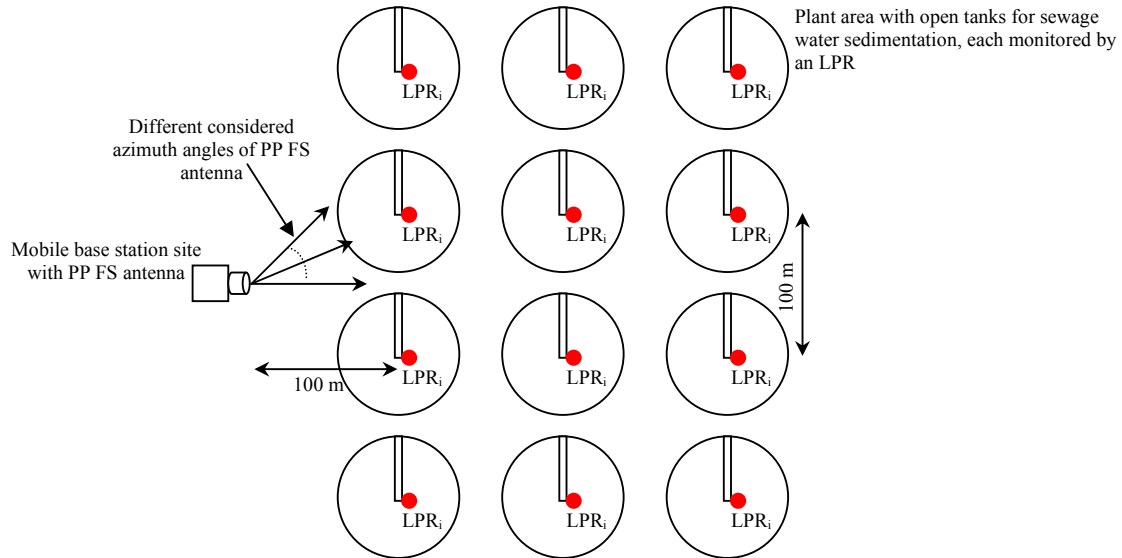 Plant area with open tanks for sewage
water sedimentation, each monitored by
an LPR
LPRᵢ
LPRᵢ
LPRᵢ
Different considered
azimuth angles of PP FS
antenna
LPRᵢ
LPRᵢ
LPRᵢ
Mobile base station site
with PP FS antenna
100 m
LPRᵢ
LPRᵢ
LPRᵢ
100 m
LPRᵢ
LPRᵢ
LPRᵢ